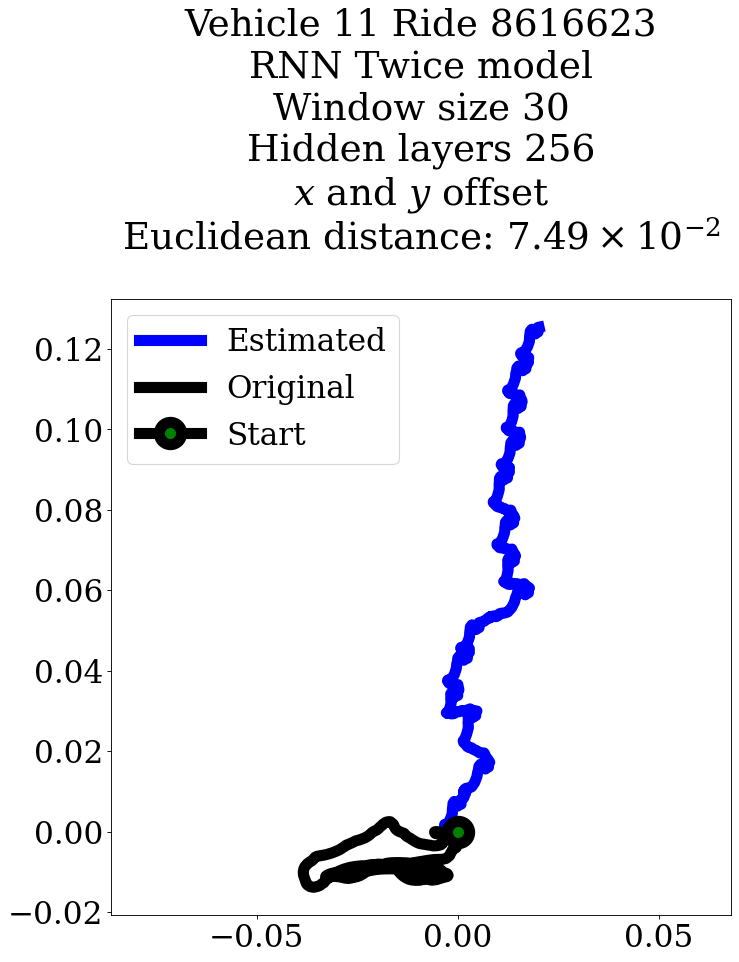 Vehicle 11 Ride 8616623
RNN Twice model
Window size 30
Hidden layers 256
x and y offset
Euclidean distance: 7.49 × 10⁻²
Estimated
Original
Start
0.12
0.10
0.08
0.06
0.04
0.02
0.00
−0.02
−0.05 0.00 0.05